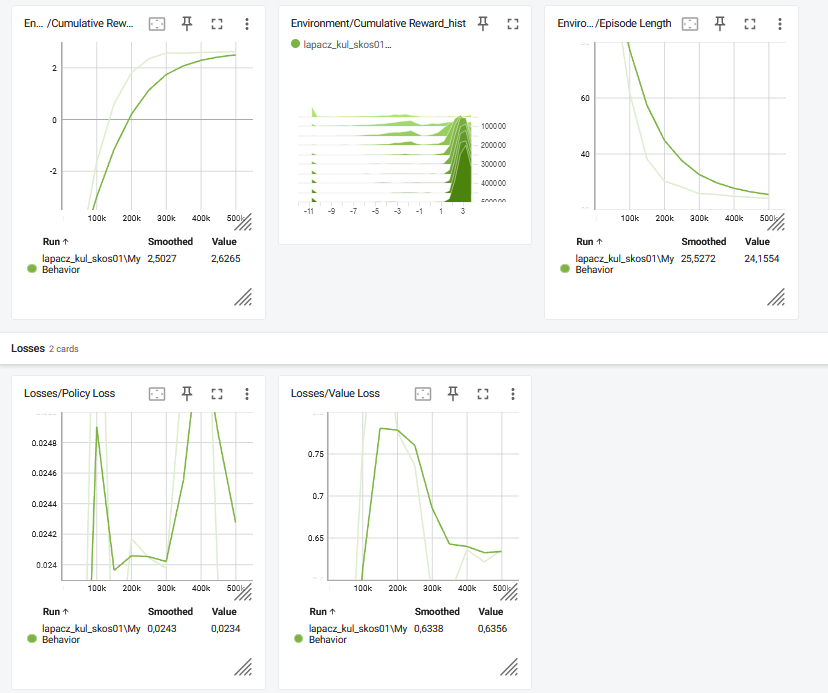 En... /Cumulative Rew...
2
0
-2
100k 200k 300k 400k 500k
Run ↑ Smoothed Value
lapacz_kul_skos01\My Behavior 2,5027 2,6265
Environment/Cumulative Reward_hist
lapacz_kul_skos01...
100000
200000
300000
400000
500000
-11 -9 -7 -5 -3 -1 1 3
Enviro.../Episode Length
60
40
100k 200k 300k 400k 500k
Run ↑ Smoothed Value
lapacz_kul_skos01\My Behavior 25,5272 24,1554
Losses 2 cards
Losses/Policy Loss
0.0248
0.0246
0.0244
0.0242
0.024
100k 200k 300k 400k 500k
Run ↑ Smoothed Value
lapacz_kul_skos01\My Behavior 0,0243 0,0234
Losses/Value Loss
0.75
0.7
0.65
100k 200k 300k 400k 500k
Run ↑ Smoothed Value
lapacz_kul_skos01\My Behavior 0,6338 0,6356